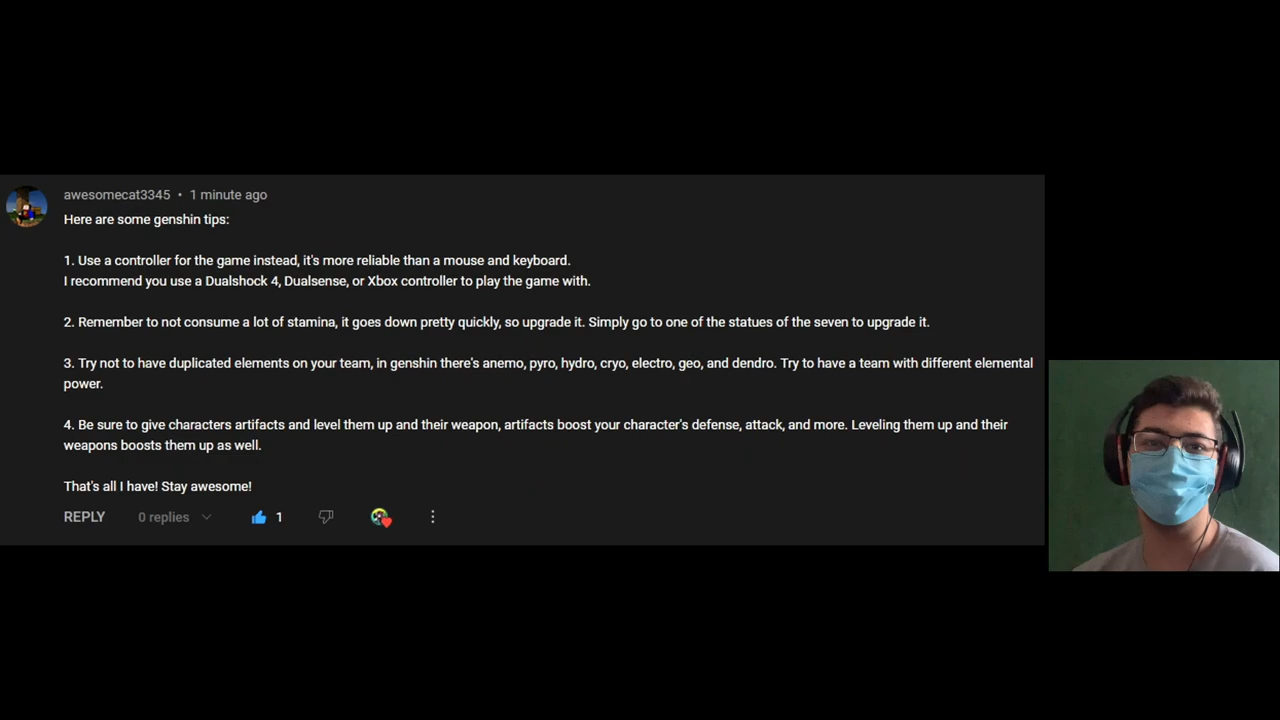 awesomecat3345 • 1 minute ago
Here are some genshin tips:
1. Use a controller for the game instead, it's more reliable than a mouse and keyboard.
I recommend you use a Dualshock 4, Dualsense, or Xbox controller to play the game with.
2. Remember to not consume a lot of stamina, it goes down pretty quickly, so upgrade it. Simply go to one of the statues of the seven to upgrade it.
3. Try not to have duplicated elements on your team, in genshin there's anemo, pyro, hydro, cryo, electro, geo, and dendro. Try to have a team with different elemental
power.
4. Be sure to give characters artifacts and level them up and their weapon, artifacts boost your character's defense, attack, and more. Leveling them up and their
weapons boosts them up as well.
That's all I have! Stay awesome!
REPLY 0 replies 1